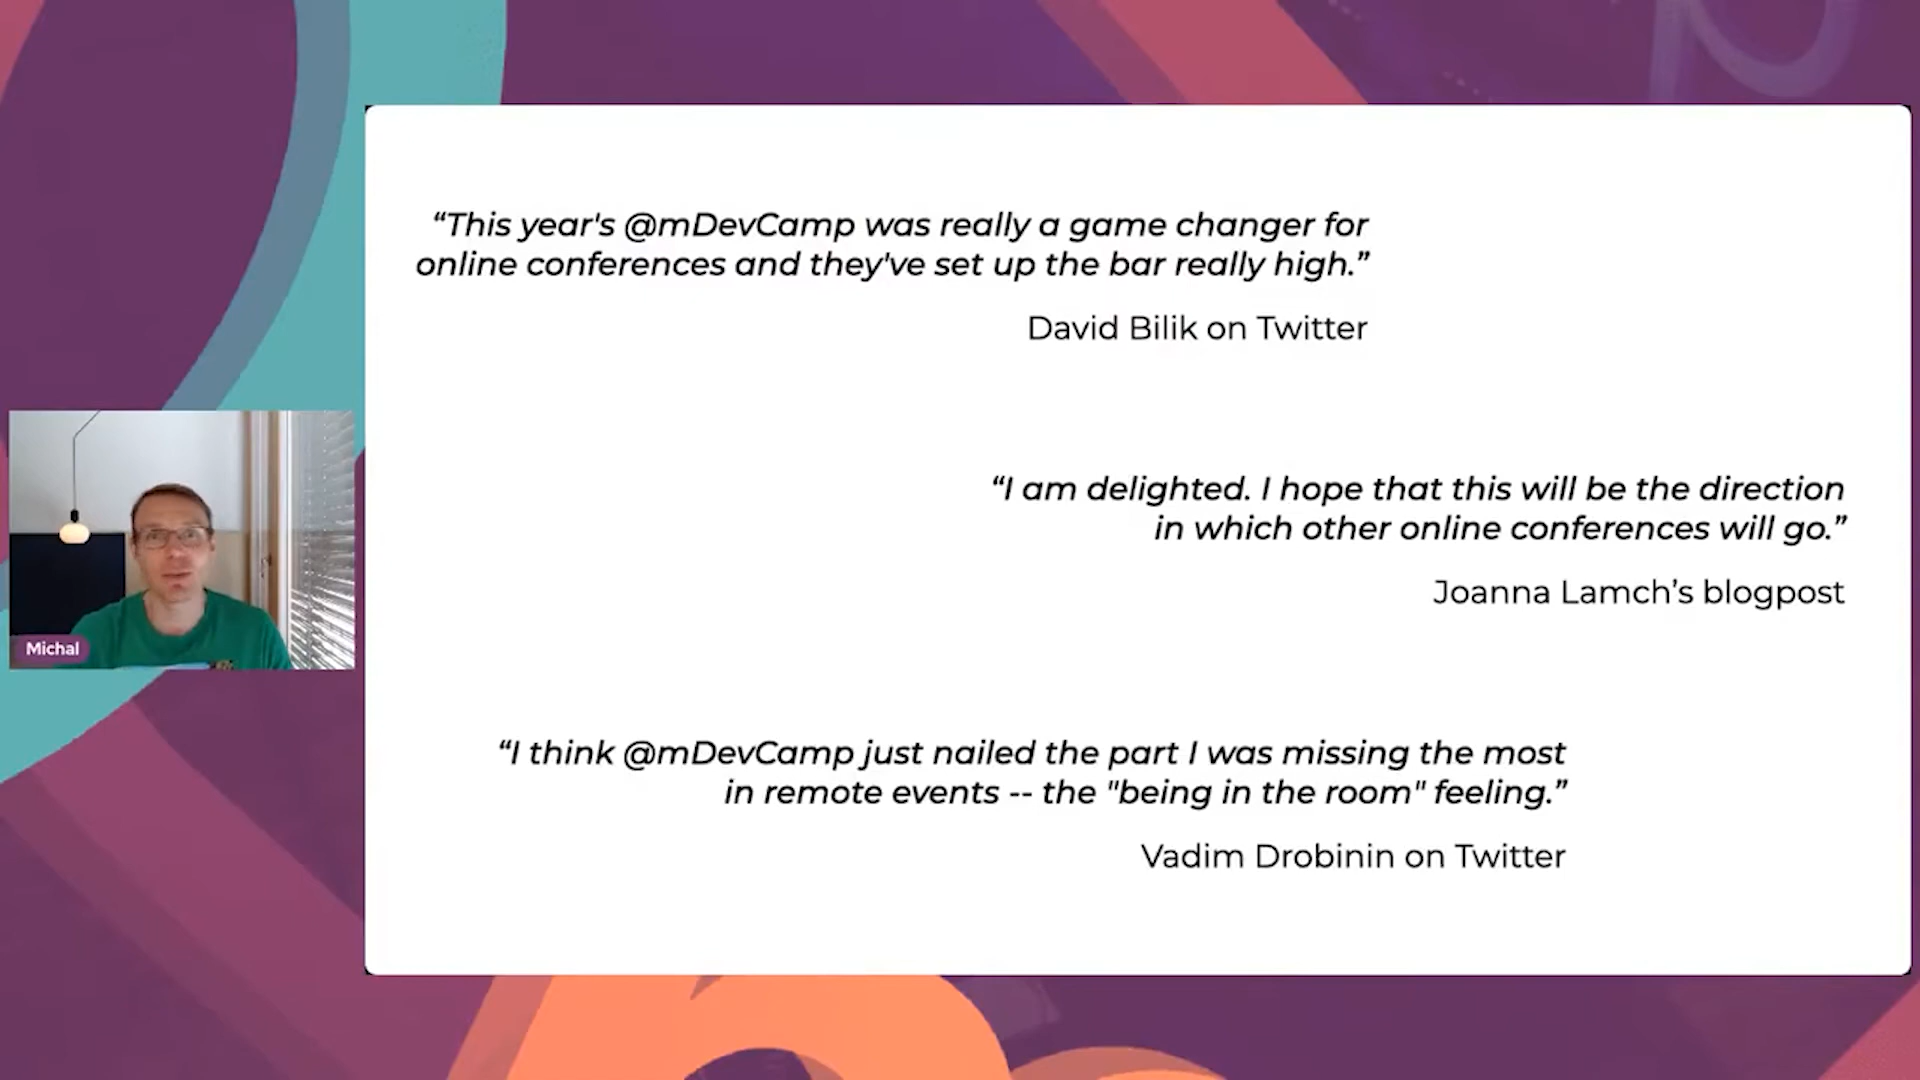 “This year's @mDevCamp was really a game changer for
online conferences and they've set up the bar really high.”
David Bilik on Twitter
“I am delighted. I hope that this will be the direction
in which other online conferences will go.”
Joanna Lamch’s blogpost
Michal
“I think @mDevCamp just nailed the part I was missing the most
in remote events -- the "being in the room" feeling.”
Vadim Drobinin on Twitter